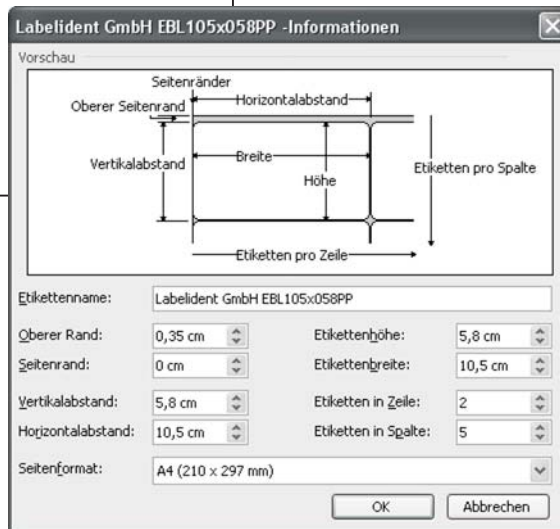 Labelident GmbH EBL105x058PP -Informationen
Vorschau
Seitenränder
Oberer Seitenrand
Horizontalabstand
Vertikalabstand
Breite
Höhe
Etiketten pro Spalte
Etiketten pro Zeile
Etikettenname: Labelident GmbH EBL105x058PP
Oberer Rand: 0,35 cm Etikettenhöhe: 5,8 cm
Seitenrand: 0 cm Etikettenbreite: 10,5 cm
Vertikalabstand: 5,8 cm Etiketten in Zeile: 2
Horizontalabstand: 10,5 cm Etiketten in Spalte: 5
Seitenformat: A4 (210 x 297 mm)
OK Abbrechen